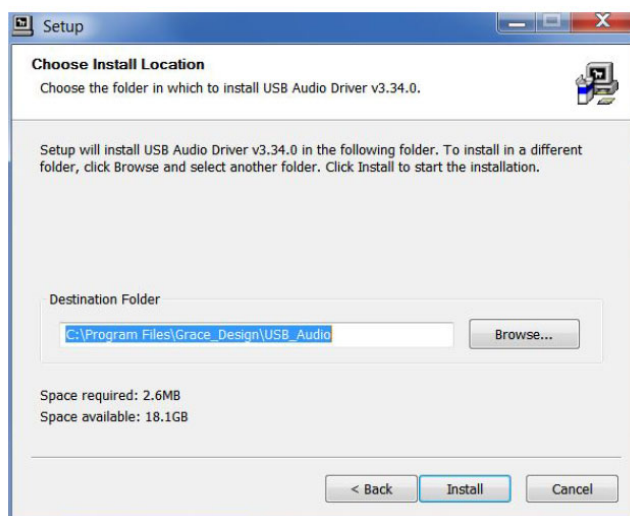 Setup
Choose Install Location
Choose the folder in which to install USB Audio Driver v3.34.0.
Setup will install USB Audio Driver v3.34.0 in the following folder. To install in a different
folder, click Browse and select another folder. Click Install to start the installation.
Destination Folder
C:\Program Files\Grace_Design\USB_Audio
Browse...
Space required: 2.6MB
Space available: 18.1GB
< Back
Install
Cancel